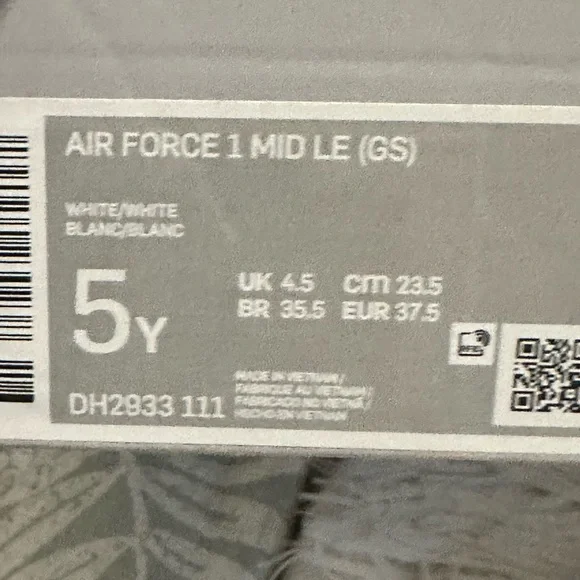 AIR FORCE 1 MID LE (GS)
WHITE/WHITE
BLANC/BLANC
5Y
UK 4.5 cm 23.5
BR 35.5 EUR 37.5
DH2933 111
MADE IN VIETNAM/
FABRIQUE AU VIETNAM/
FABRICADO NO VIETNÃ/
HECHO EN VIETNAM